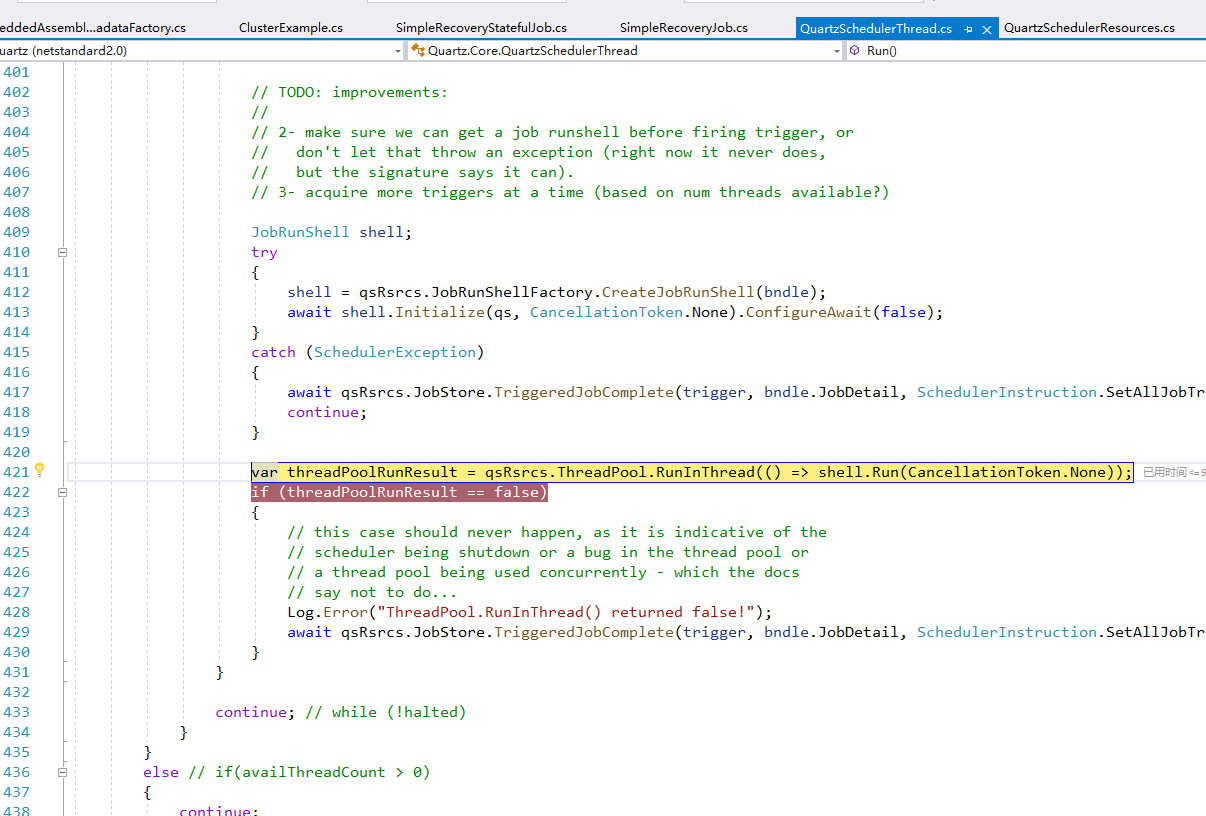 eddedAssembl...adataFactory.cs ClusterExample.cs SimpleRecoveryStatefulJob.cs SimpleRecoveryJob.cs QuartzSchedulerThread.cs QuartzSchedulerResources.cs
uartz (netstandard2.0) Quartz.Core.QuartzSchedulerThread Run()
401
402 // TODO: improvements:
403 //
404 // 2- make sure we can get a job runshell before firing trigger, or
405 //   don't let that throw an exception (right now it never does,
406 //   but the signature says it can).
407 // 3- acquire more triggers at a time (based on num threads available?)
408
409 JobRunShell shell;
410 try
411 {
412 shell = qsRsrcs.JobRunShellFactory.CreateJobRunShell(bndle);
413 await shell.Initialize(qs, CancellationToken.None).ConfigureAwait(false);
414 }
415 catch (SchedulerException)
416 {
417 await qsRsrcs.JobStore.TriggeredJobComplete(trigger, bndle.JobDetail, SchedulerInstruction.SetAllJobTr
418 continue;
419 }
420
421 var threadPoolRunResult = qsRsrcs.ThreadPool.RunInThread(() => shell.Run(CancellationToken.None)); 已用时间 <= 9
422 if (threadPoolRunResult == false)
423 {
424 // this case should never happen, as it is indicative of the
425 // scheduler being shutdown or a bug in the thread pool or
426 // a thread pool being used concurrently - which the docs
427 // say not to do...
428 Log.Error("ThreadPool.RunInThread() returned false!");
429 await qsRsrcs.JobStore.TriggeredJobComplete(trigger, bndle.JobDetail, SchedulerInstruction.SetAllJobTr
430 }
431 }
432
433 continue; // while (!halted)
434 }
435 }
436 else // if(availThreadCount > 0)
437 {
438 continue;